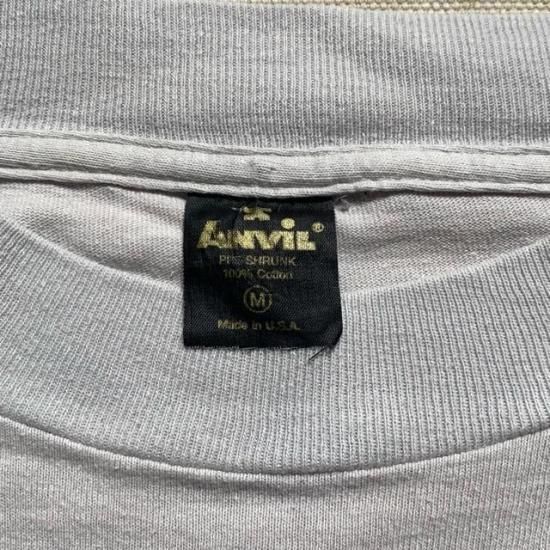 ANViL®
PRE-SHRUNK
100% Cotton
M
Made in U.S.A.